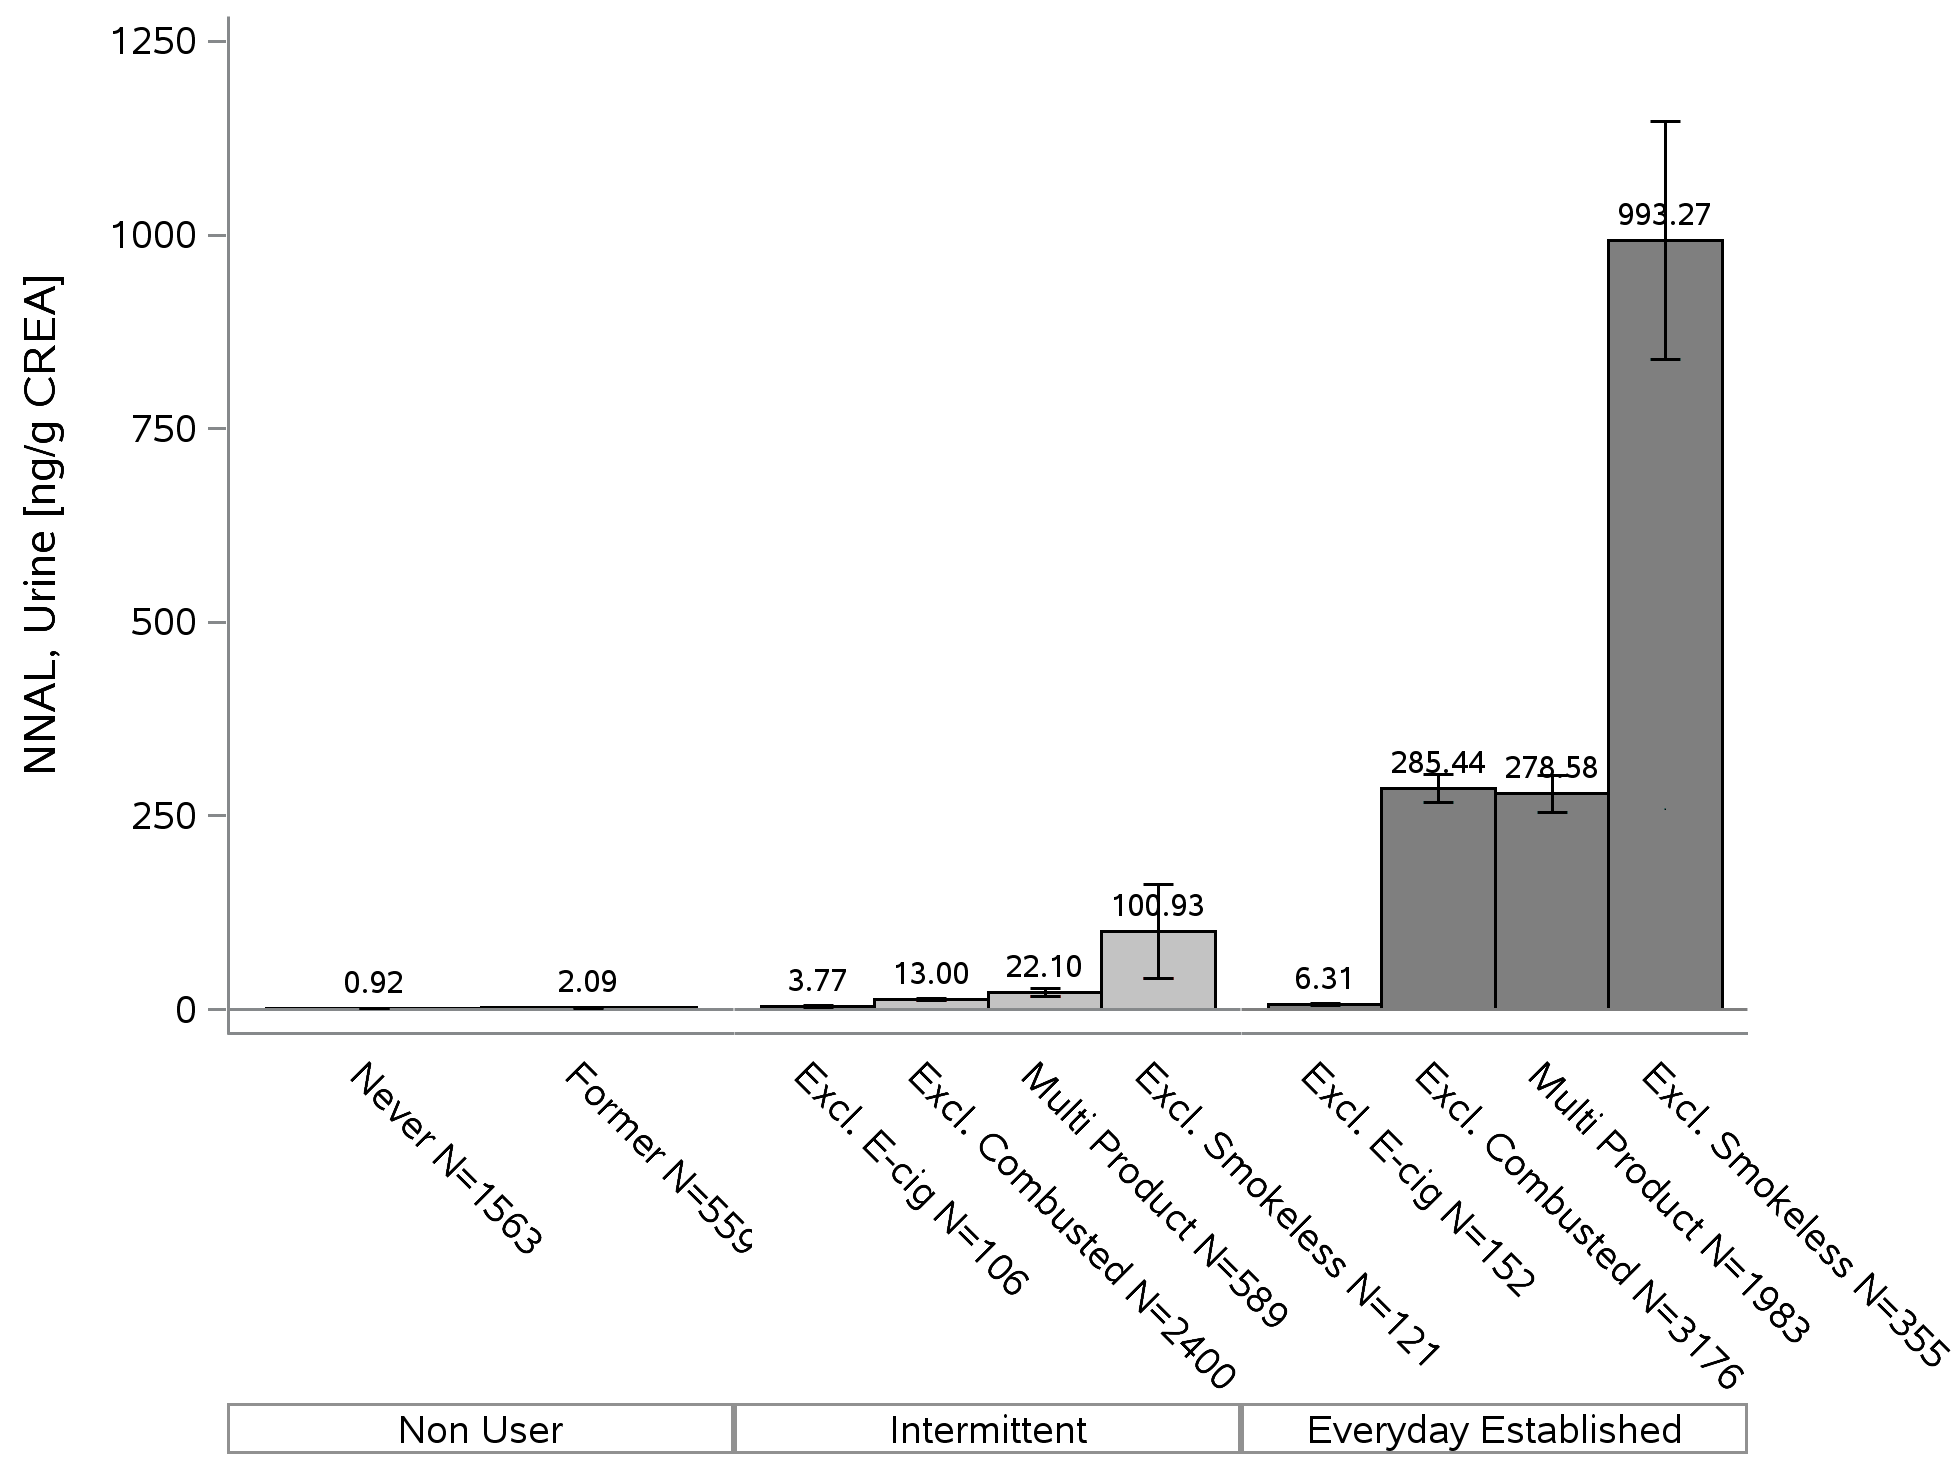 1250
1000
750
500
250
0
NNAL, Urine [ng/g CREA]
0.92
2.09
3.77
13.00
22.10
100.93
6.31
285.44
278.58
993.27
Never N=1563
Former N=559
Excl. E-cig N=106
Excl. Combusted N=2400
Multi Product N=589
Excl. Smokeless N=121
Excl. E-cig N=152
Excl. Combusted N=3176
Multi Product N=1983
Excl. Smokeless N=355
Non User
Intermittent
Everyday Established